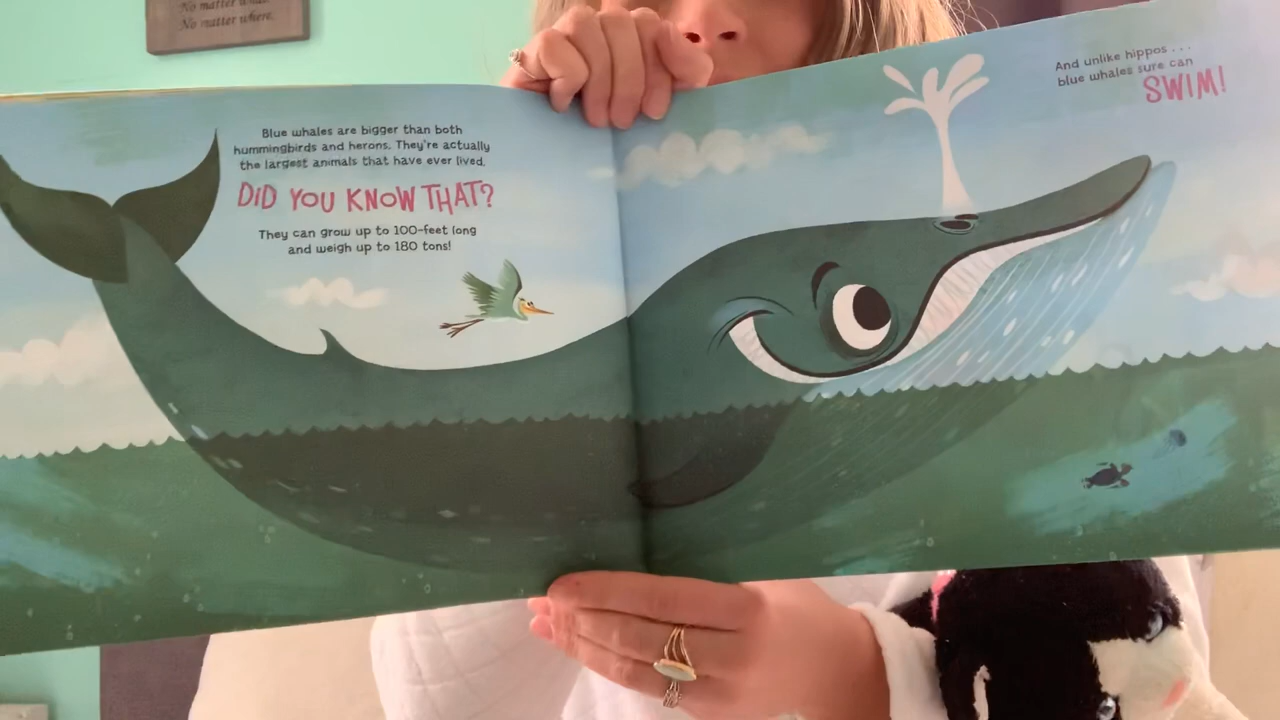 No matter what.
No matter where.
Blue whales are bigger than both
hummingbirds and herons. They're actually
the largest animals that have ever lived.
DID YOU KNOW THAT?
They can grow up to 100-feet long
and weigh up to 180 tons!
And unlike hippos . . .
blue whales sure can
SWIM!